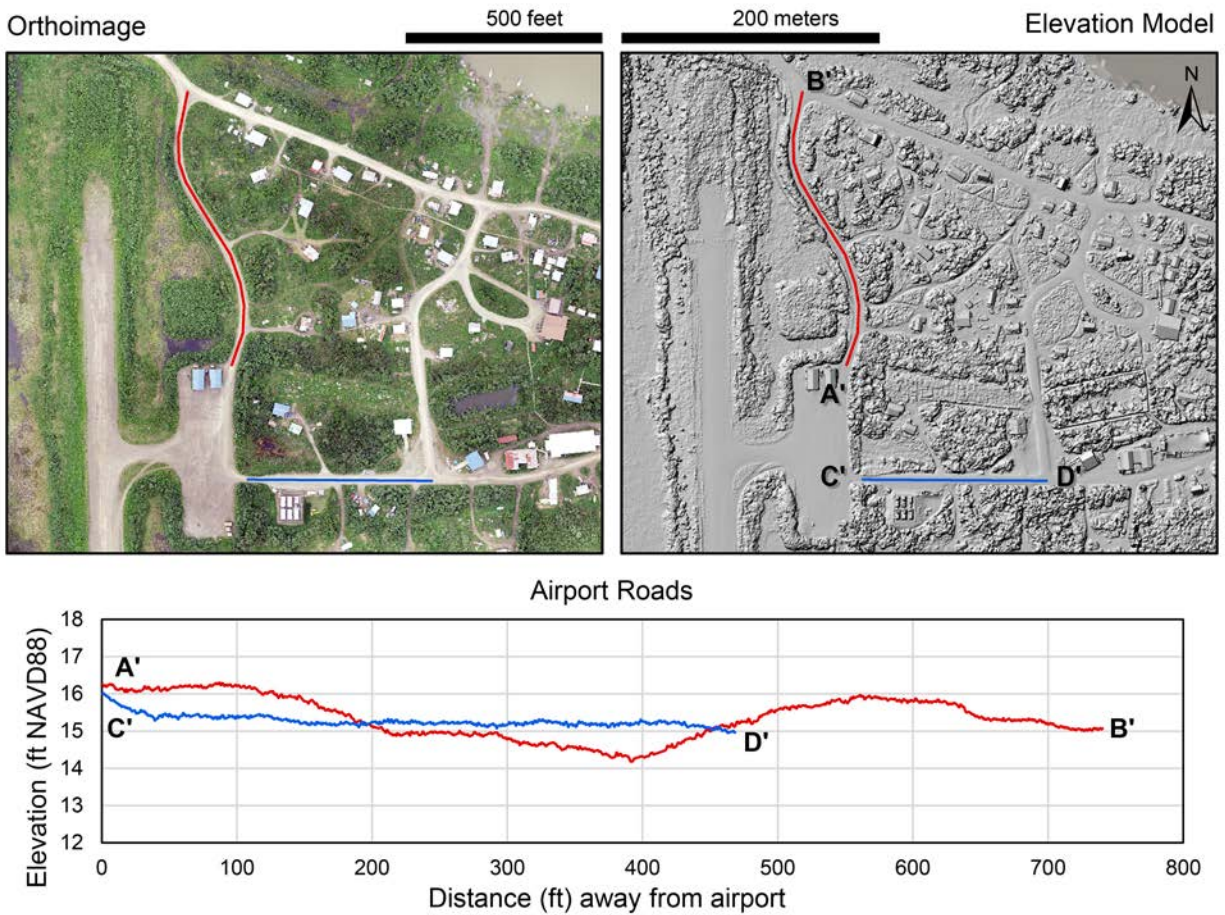 Orthoimage 500 feet 200 meters Elevation Model
N
B'
A'
C' D'
Airport Roads
Elevation (ft NAVD88)
18
17
16
15
14
13
12
A'
C'
D'
B'
0 100 200 300 400 500 600 700 800
Distance (ft) away from airport